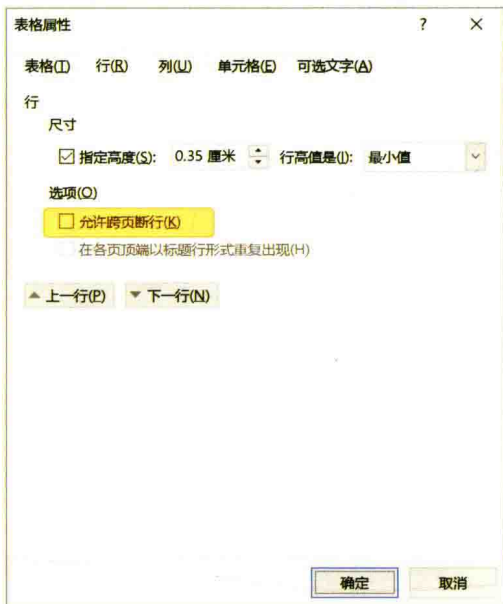 表格属性 ? ×
表格(T) 行(R) 列(U) 单元格(E) 可选文字(A)
行
尺寸
指定高度(S): 0.35 厘米 行高值是(I): 最小值
选项(O)
允许跨页断行(K)
在各页顶端以标题行形式重复出现(H)
上一行(P) 下一行(N)
确定 取消